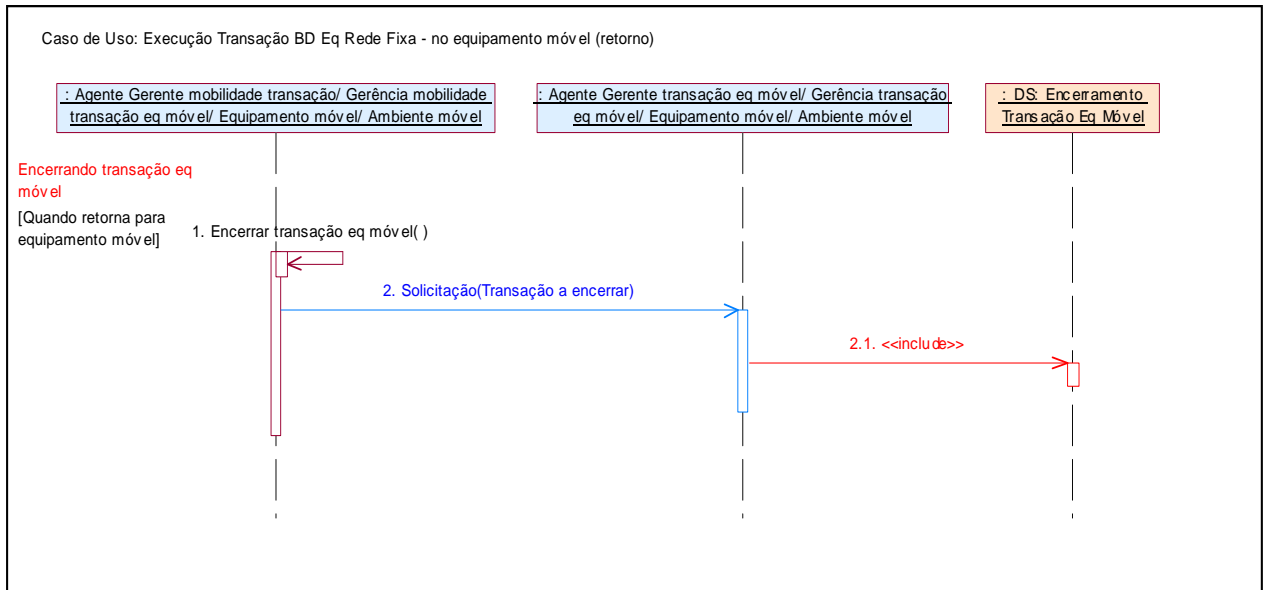 Caso de Uso: Execução Transação BD Eq Rede Fixa - no equipamento móvel (retorno)
: Agente Gerente mobilidade transação/ Gerência mobilidade
transação eq móvel/ Equipamento móvel/ Ambiente móvel
: Agente Gerente transação eq móvel/ Gerência transação
eq móvel/ Equipamento móvel/ Ambiente móvel
: DS: Encerramento
Transação Eq Móvel
Encerrando transação eq
móvel
[Quando retorna para
equipamento móvel]
1. Encerrar transação eq móvel( )
2. Solicitação(Transação a encerrar)
2.1. <<include>>